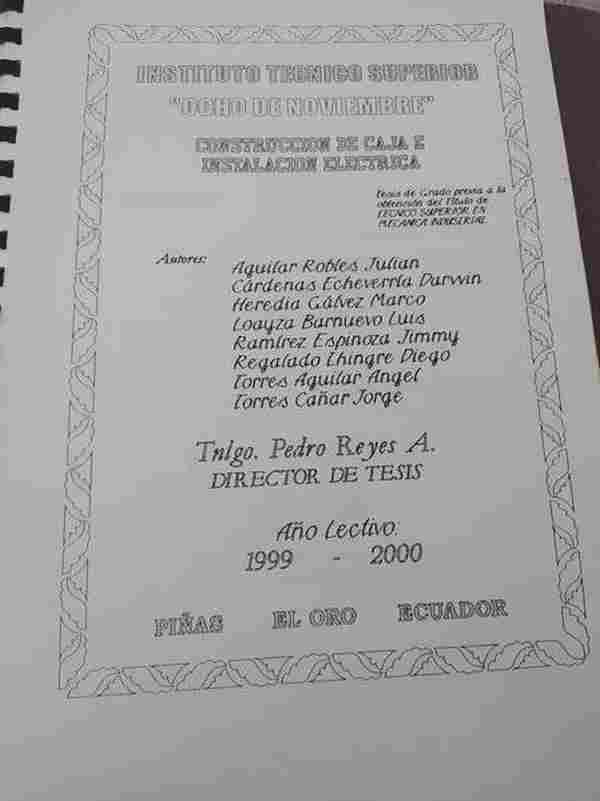 INSTITUTO TECNICO SUPERIOR
"OCHO DE NOVIEMBRE"
CONSTRUCCION DE CAJA E
INSTALACION ELECTRICA
Tesis de Grado previa a la
obtención del Título de
TECNICO SUPERIOR EN
MECANICA INDUSTRIAL
Autores:
Aguilar Robles Julian
Cárdenas Echeverría Darwin
Heredia Gálvez Marco
Loayza Barnuevo Luis
Ramírez Espinoza Jimmy
Regalado Lhingre Diego
Torres Aguilar Angel
Torres Cañar Jorge
Tnlgo. Pedro Reyes A.
DIRECTOR DE TESIS
Año Lectivo:
1999 - 2000
PIÑAS EL ORO ECUADOR